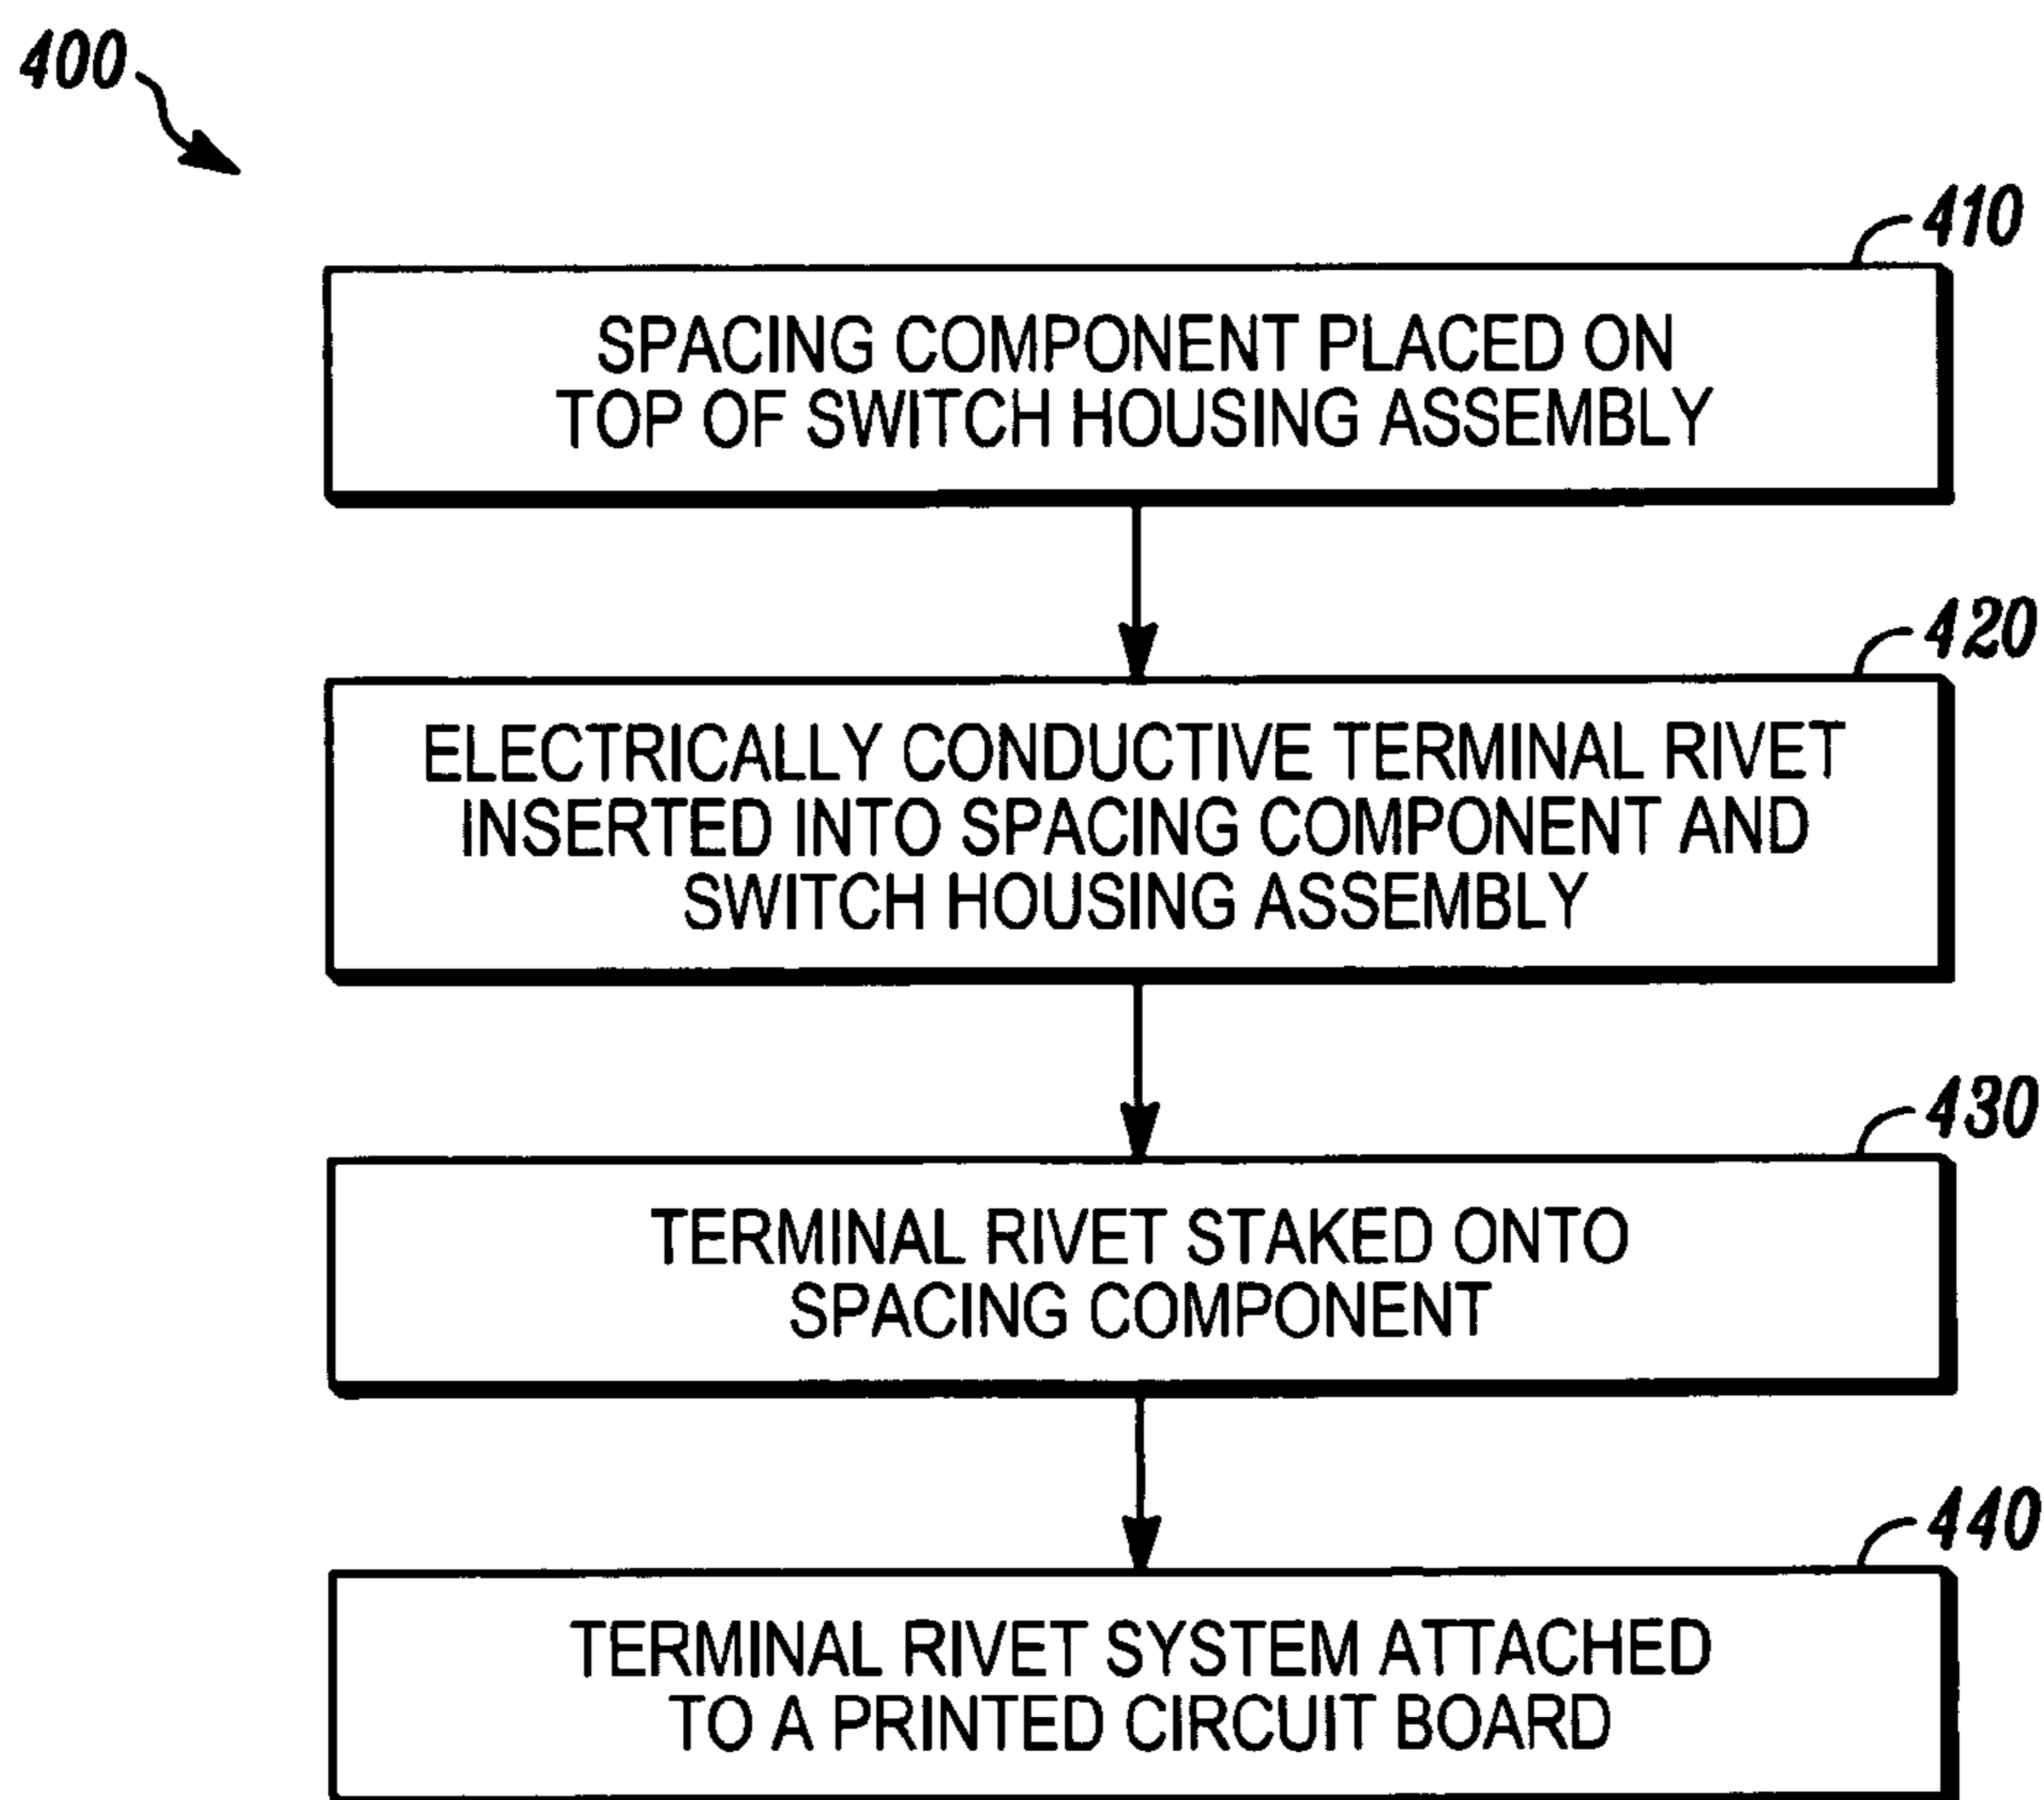 400
410
SPACING COMPONENT PLACED ON
TOP OF SWITCH HOUSING ASSEMBLY
420
ELECTRICALLY CONDUCTIVE TERMINAL RIVET
INSERTED INTO SPACING COMPONENT AND
SWITCH HOUSING ASSEMBLY
430
TERMINAL RIVET STAKED ONTO
SPACING COMPONENT
440
TERMINAL RIVET SYSTEM ATTACHED
TO A PRINTED CIRCUIT BOARD